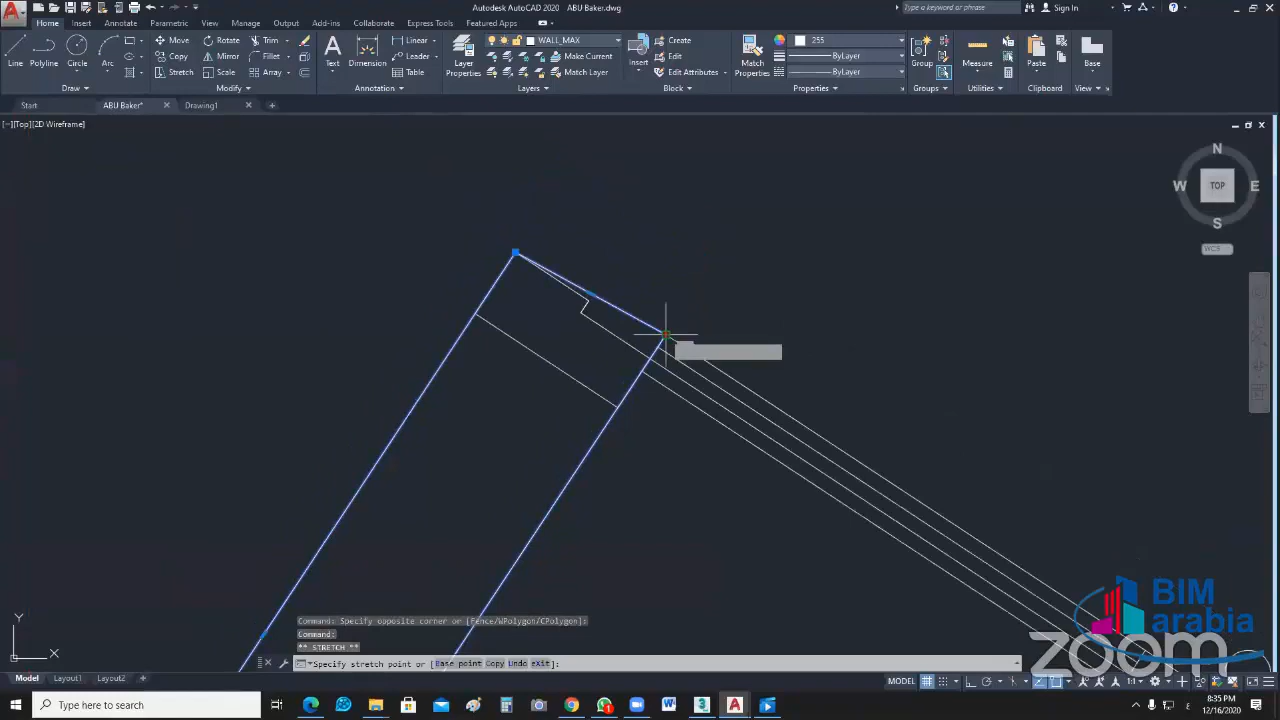 Autodesk AutoCAD 2020   ABU Baker.dwg
Type a keyword or phrase
Sign In
Home Insert Annotate Parametric View Manage Output Add-ins Collaborate Express Tools Featured Apps
Line Polyline Circle Arc
Move Rotate Trim
Copy Mirror Fillet
Stretch Scale Array
Text Dimension
Linear
Leader
Table
Layer Properties
WALL_MAX
Make Current
Match Layer
Insert
Create
Edit
Edit Attributes
Match Properties
255
ByLayer
ByLayer
Group
Measure
Paste
Base
Draw Modify Annotation Layers Block Properties Groups Utilities Clipboard View
Start ABU Baker* Drawing1
[−][Top][2D Wireframe]
N
W TOP E
S
WCS
Y
X
Command: Specify opposite corner or [Fence/WPolygon/CPolygon]:
Command:
** STRETCH **
Specify stretch point or [Base point Copy Undo eXit]:
BIM
arabia
zoom
Model Layout1 Layout2
MODEL
1:1
Type here to search
8:35 PM
12/16/2020